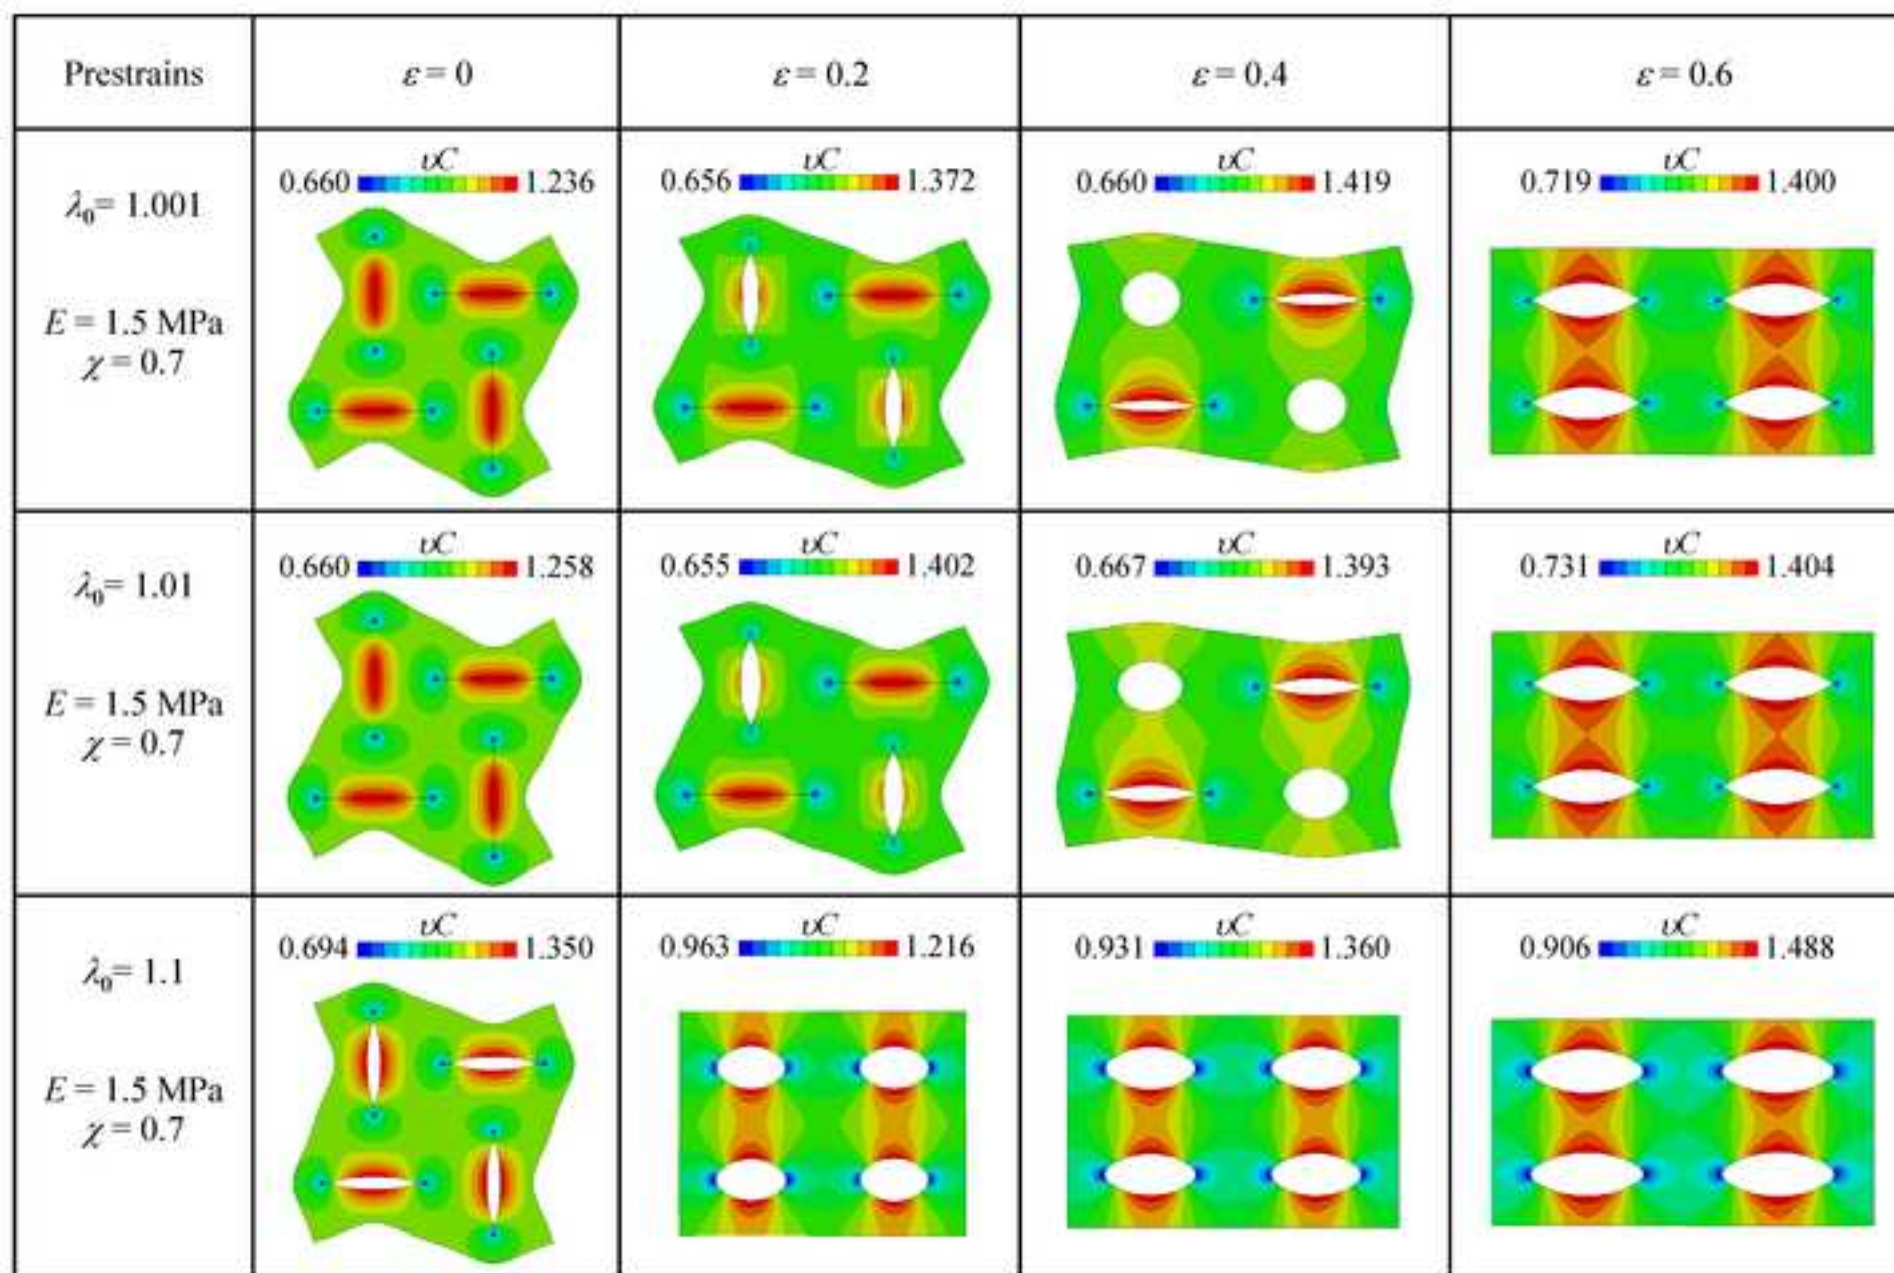 Prestrains ε = 0 ε = 0.2 ε = 0.4 ε = 0.6
λ₀= 1.001
E = 1.5 MPa
χ = 0.7
υC
0.660 1.236
υC
0.656 1.372
υC
0.660 1.419
υC
0.719 1.400
λ₀= 1.01
E = 1.5 MPa
χ = 0.7
υC
0.660 1.258
υC
0.655 1.402
υC
0.667 1.393
υC
0.731 1.404
λ₀= 1.1
E = 1.5 MPa
χ = 0.7
υC
0.694 1.350
υC
0.963 1.216
υC
0.931 1.360
υC
0.906 1.488